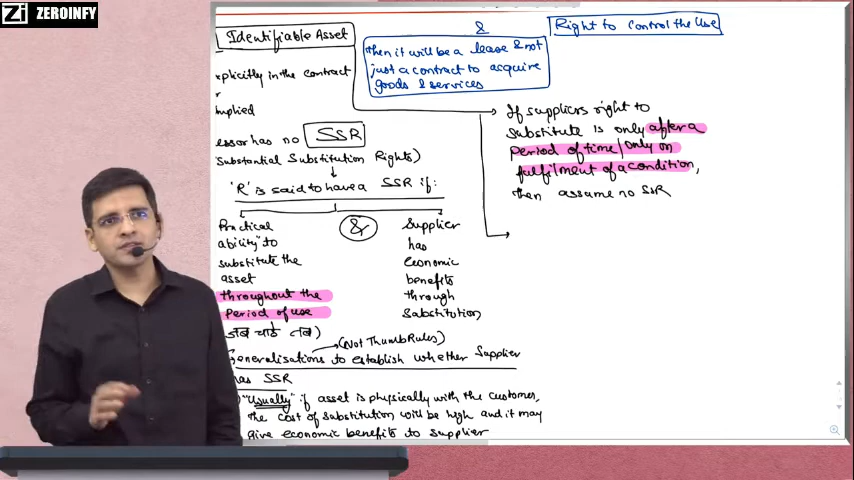 Zi ZEROINFY
Identifiable Asset
&
Right to control the Use
then it will be a lease & not
just a contract to acquire
goods & services
xplicitly in the contract
r
implied
essor has no SSR
(Substantial Substitution Rights)
'R' is said to have a SSR if:
Practical
ability to
substitute the
asset
throughout the
period of use
(जब चाहे तब)
&
Supplier
has
economic
benefits
through
Substitution
If suppliers right to
substitute is only after a
period of time/only on
fulfilment of a condition,
then assume no SSR
(Not Thumb Rules)
Generalisations to establish whether Supplier
has SSR
"Usually" if asset is physically with the customer,
the cost of substitution will be high and it may
give economic benefits to supplier